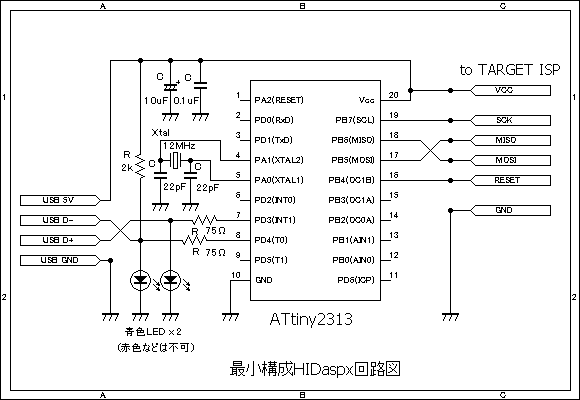 A B C
to TARGET ISP
C C
10uF 0.1uF
1 PA2(RESET) Vcc 20 VCC
1 1
2 PD0(RxD) PB7(SCL) 19 SCK
Xtal
3 PD1(TxD) PB6(MISO) 18 MISO
12MHz
R 2k
C C
4 PA1(XTAL2) PB5(MOSI) 17 MOSI
5 PA0(XTAL1) PB4(OC1B) 16 RESET
22pF 22pF
USB 5V 6 PD2(INT0) PB3(OC1A) 15
GND
USB D- 7 PD3(INT1) PB2(OC0A) 14
R 75Ω
USB D+ 8 PD4(T0) PB1(AIN1) 13
R 75Ω
USB GND 9 PD5(T1) PB0(AIN0) 12
10 GND PD6(ICP) 11
2 2
ATtiny2313
青色LED×2
(赤色などは不可)
最小構成HIDaspx回路図
A B C